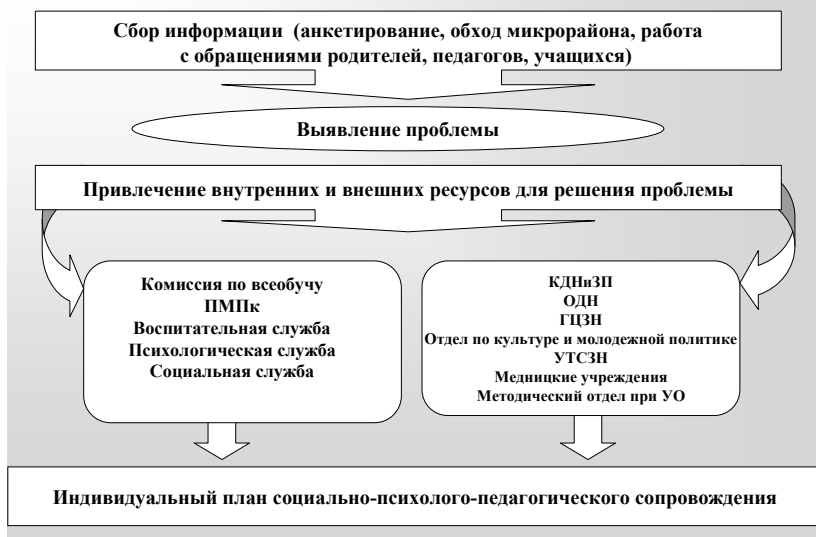 Сбор информации (анкетирование, обход микрорайона, работа
с обращениями родителей, педагогов, учащихся)
Выявление проблемы
Привлечение внутренних и внешних ресурсов для решения проблемы
Комиссия по всеобучу
ПМПк
Воспитательная служба
Психологическая служба
Социальная служба
КДНиЗП
ОДН
ГЦЗН
Отдел по культуре и молодежной политике
УТСЗН
Медницкие учреждения
Методический отдел при УО
Индивидуальный план социально-психолого-педагогического сопровождения